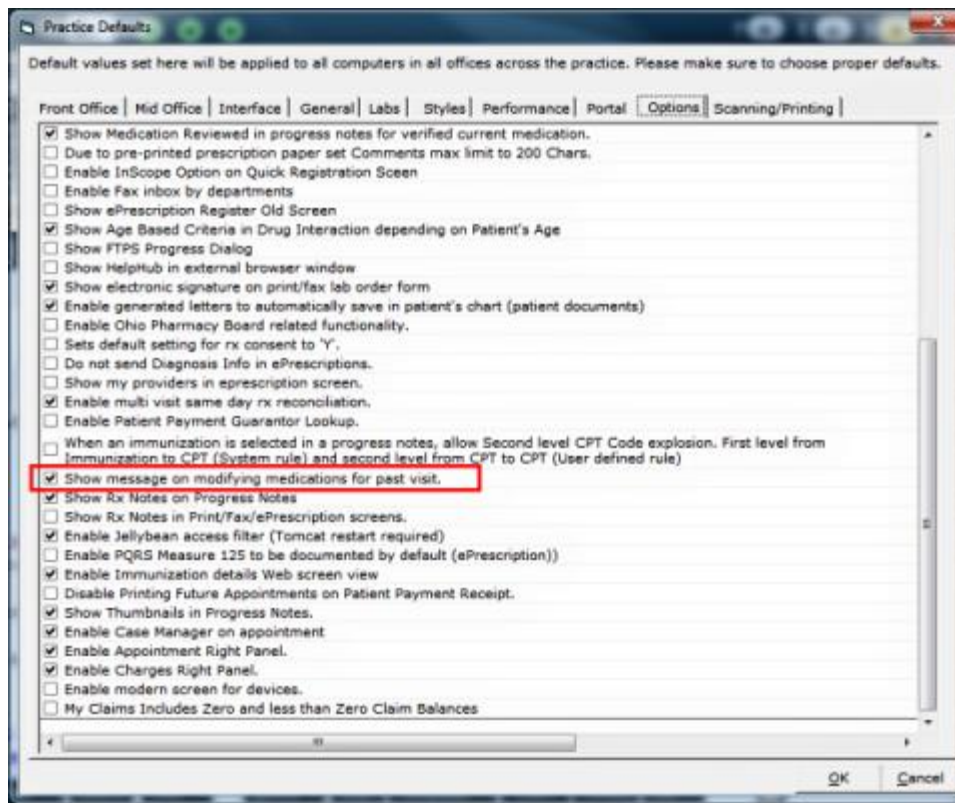 Practice Defaults
Default values set here will be applied to all computers in all offices across the practice. Please make sure to choose proper defaults.
Front Office | Mid Office | Interface | General | Labs | Styles | Performance | Portal | Options | Scanning/Printing
Show Medication Reviewed in progress notes for verified current medication.
Due to pre-printed prescription paper set Comments max limit to 200 Chars.
Enable InScope Option on Quick Registration Sceen
Enable Fax inbox by departments
Show ePrescription Register Old Screen
Show Age Based Criteria in Drug Interaction depending on Patient's Age
Show FTPS Progress Dialog
Show HelpHub in external browser window
Show electronic signature on print/fax lab order form
Enable generated letters to automatically save in patient's chart (patient documents)
Enable Ohio Pharmacy Board related functionality.
Sets default setting for rx consent to 'Y'.
Do not send Diagnosis Info in ePrescriptions.
Show my providers in eprescription screen.
Enable multi visit same day rx reconciliation.
Enable Patient Payment Guarantor Lookup.
When an immunization is selected in a progress notes, allow Second level CPT Code explosion. First level from
Immunization to CPT (System rule) and second level from CPT to CPT (User defined rule)
Show message on modifying medications for past visit.
Show Rx Notes on Progress Notes
Show Rx Notes in Print/Fax/ePrescription screens.
Enable Jellybean access filter (Tomcat restart required)
Enable PQRS Measure 125 to be documented by default (ePrescription))
Enable Immunization details Web screen view
Disable Printing Future Appointments on Patient Payment Receipt.
Show Thumbnails in Progress Notes.
Enable Case Manager on appointment
Enable Appointment Right Panel.
Enable Charges Right Panel.
Enable modern screen for devices.
My Claims Includes Zero and less than Zero Claim Balances
OK Cancel